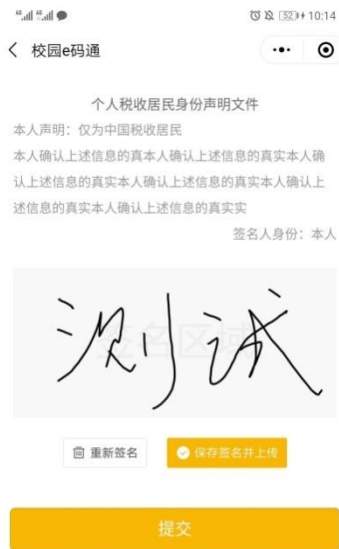 46 46 52 10:14
校园e码通
个人税收居民身份声明文件
本人声明：仅为中国税收居民
本人确认上述信息的真本人确认上述信息的真实本人确
认上述信息的真实本人确认上述信息的真实本人确认上
述信息的真实本人确认上述信息的真实实
签名人身份：本人
签名区域
测试
重新签名 保存签名并上传
提交